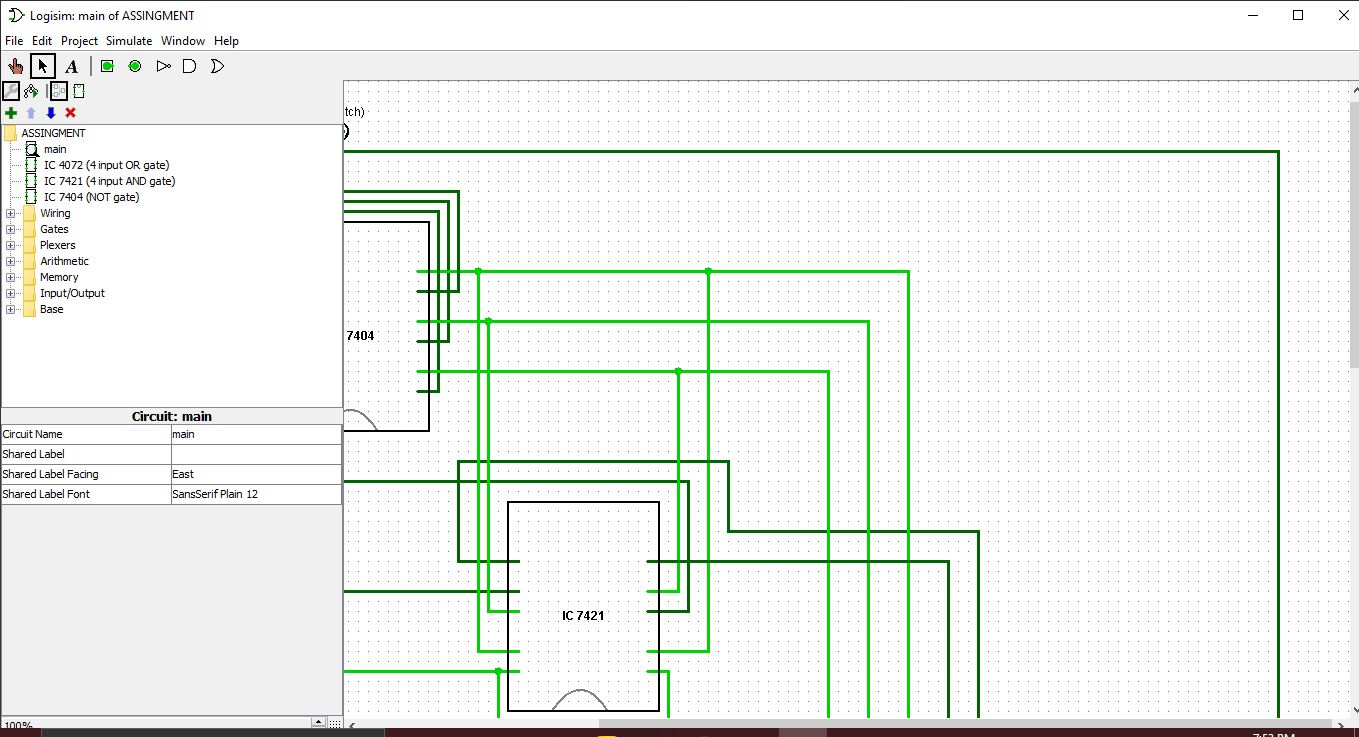 Logisim: main of ASSINGMENT
File Edit Project Simulate Window Help
A
ASSINGMENT
main
IC 4072 (4 input OR gate)
IC 7421 (4 input AND gate)
IC 7404 (NOT gate)
Wiring
Gates
Plexers
Arithmetic
Memory
Input/Output
Base
Circuit: main
Circuit Name main
Shared Label
Shared Label Facing East
Shared Label Font SansSerif Plain 12
100%
tch)
7404
IC 7421
7:53 PM